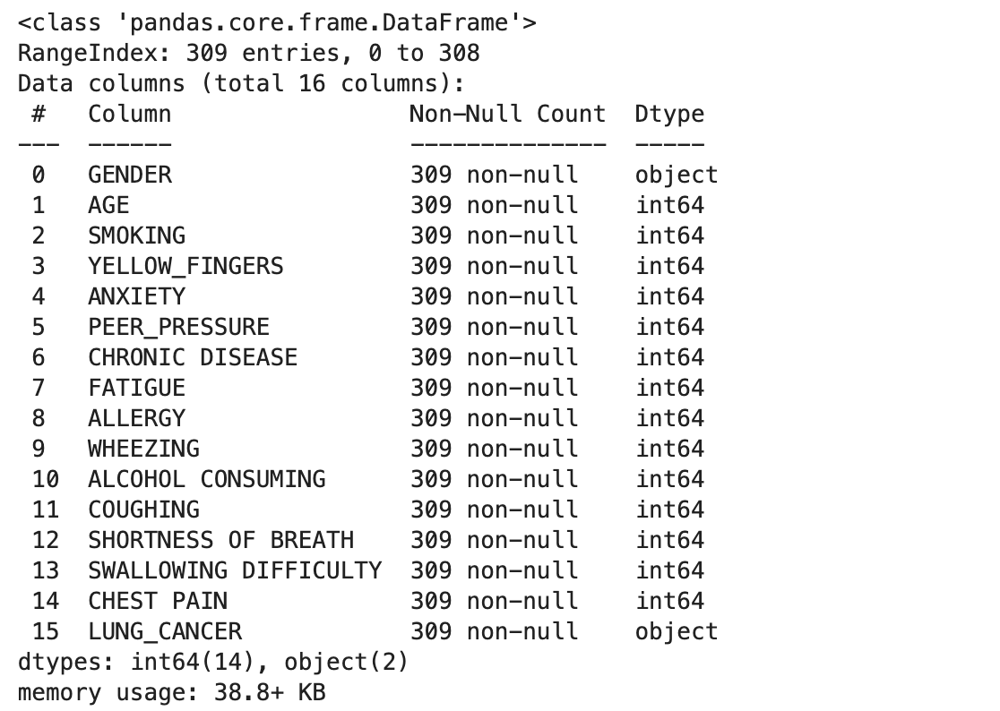 <class 'pandas.core.frame.DataFrame'>
RangeIndex: 309 entries, 0 to 308
Data columns (total 16 columns):
 #   Column                 Non-Null Count  Dtype
---  ------                 --------------  -----
 0   GENDER                 309 non-null    object
 1   AGE                    309 non-null    int64
 2   SMOKING                309 non-null    int64
 3   YELLOW_FINGERS         309 non-null    int64
 4   ANXIETY                309 non-null    int64
 5   PEER_PRESSURE          309 non-null    int64
 6   CHRONIC DISEASE        309 non-null    int64
 7   FATIGUE                309 non-null    int64
 8   ALLERGY                309 non-null    int64
 9   WHEEZING               309 non-null    int64
 10  ALCOHOL CONSUMING      309 non-null    int64
 11  COUGHING               309 non-null    int64
 12  SHORTNESS OF BREATH    309 non-null    int64
 13  SWALLOWING DIFFICULTY  309 non-null    int64
 14  CHEST PAIN             309 non-null    int64
 15  LUNG_CANCER            309 non-null    object
dtypes: int64(14), object(2)
memory usage: 38.8+ KB